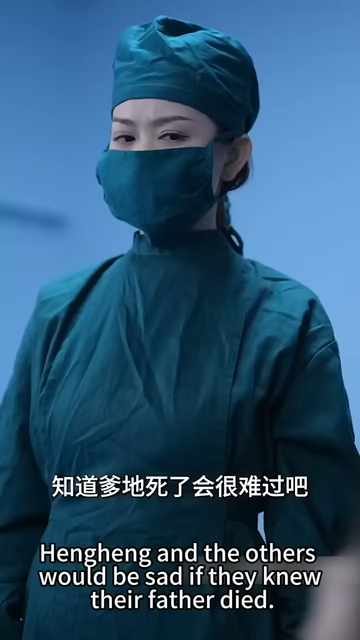 知道爹地死了会很难过吧
Hengheng and the others
would be sad if they knew
their father died.